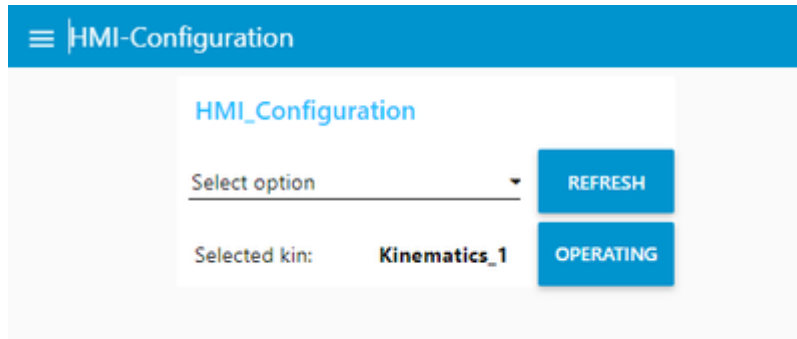 HMI-Configuration
HMI_Configuration
Select option REFRESH
Selected kin: Kinematics_1 OPERATING